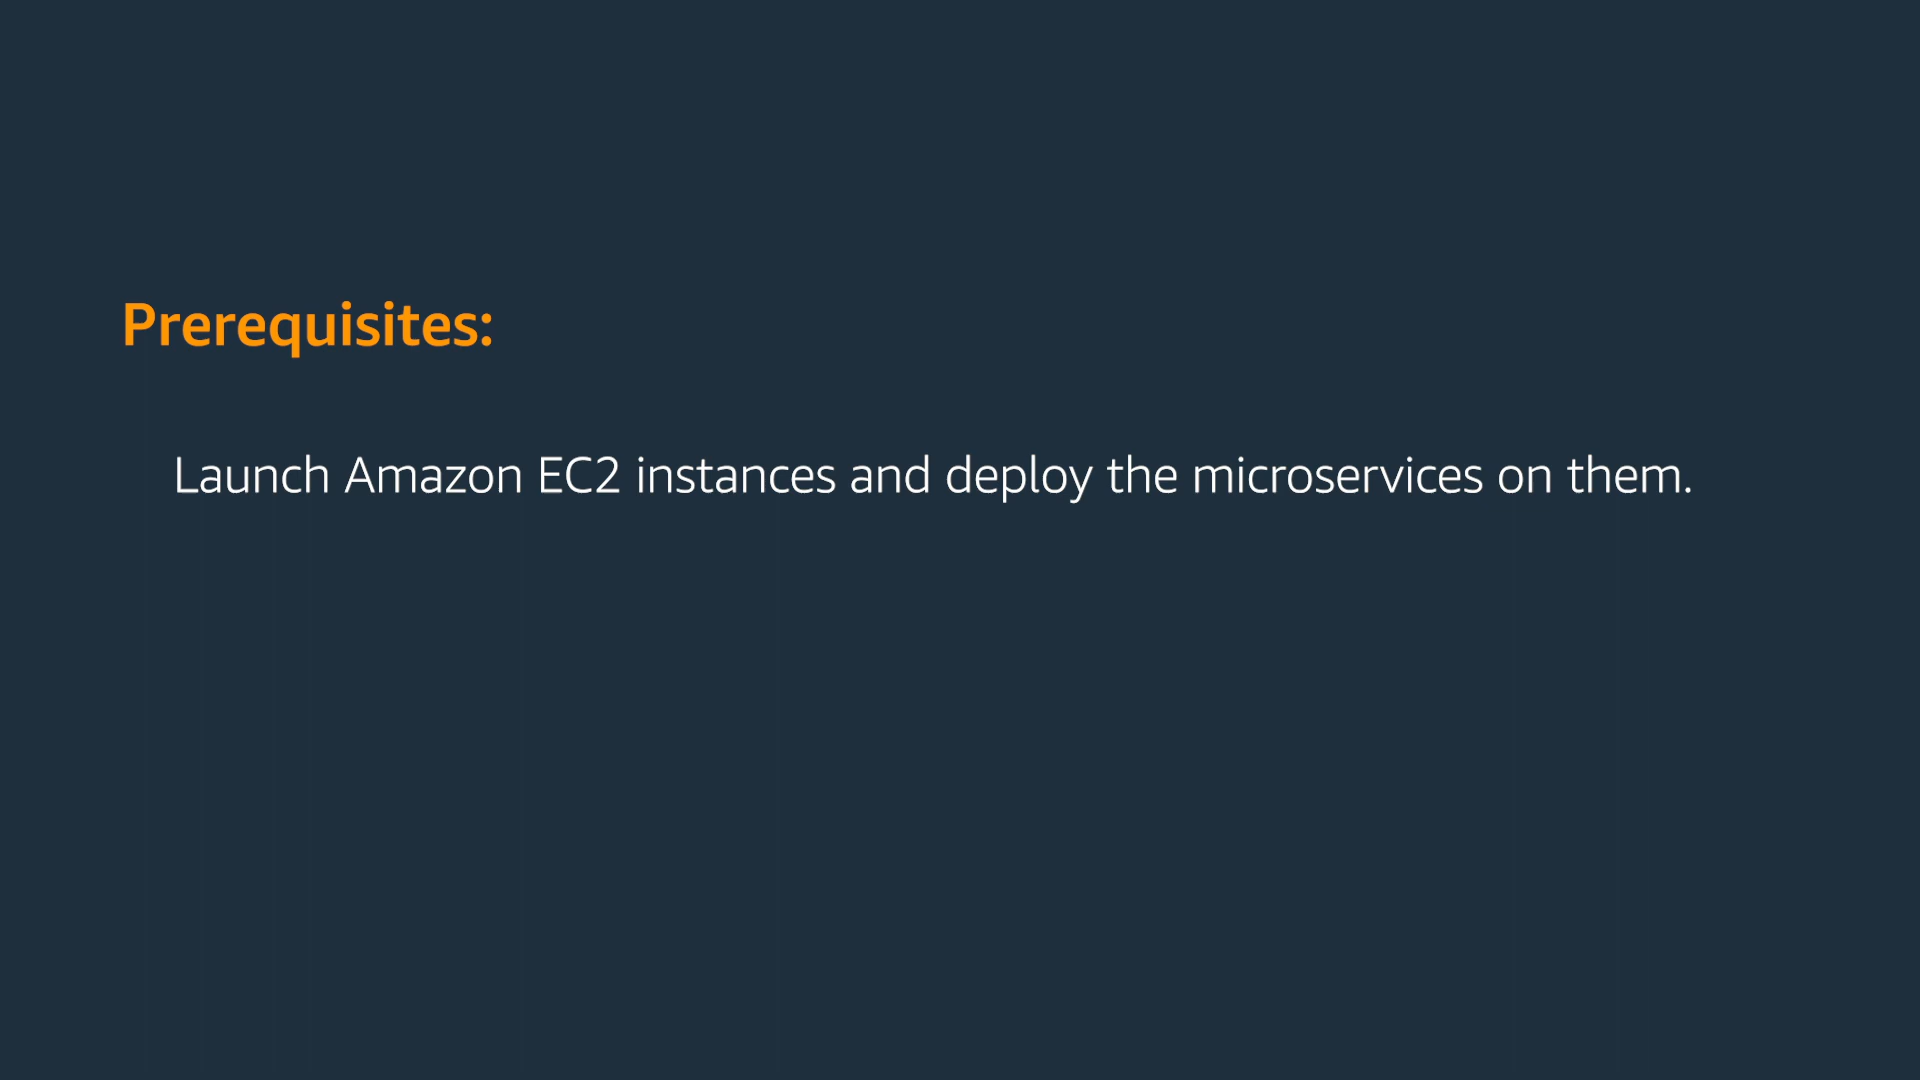 Prerequisites:
Launch Amazon EC2 instances and deploy the microservices on them.